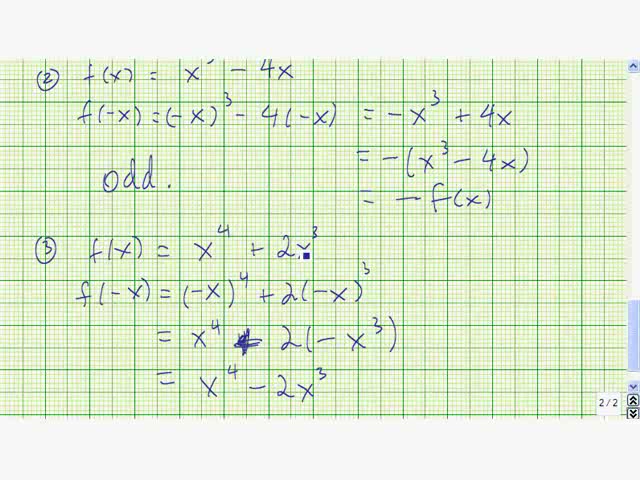 ② f(x) = x³ - 4x
f(-x) = (-x)³ - 4(-x) = -x³ + 4x
= -(x³ - 4x)
odd.
= -f(x)
③ f(x) = x⁴ + 2x³
f(-x) = (-x)⁴ + 2(-x)³
= x⁴ + 2(-x³)
= x⁴ - 2x³
2/2